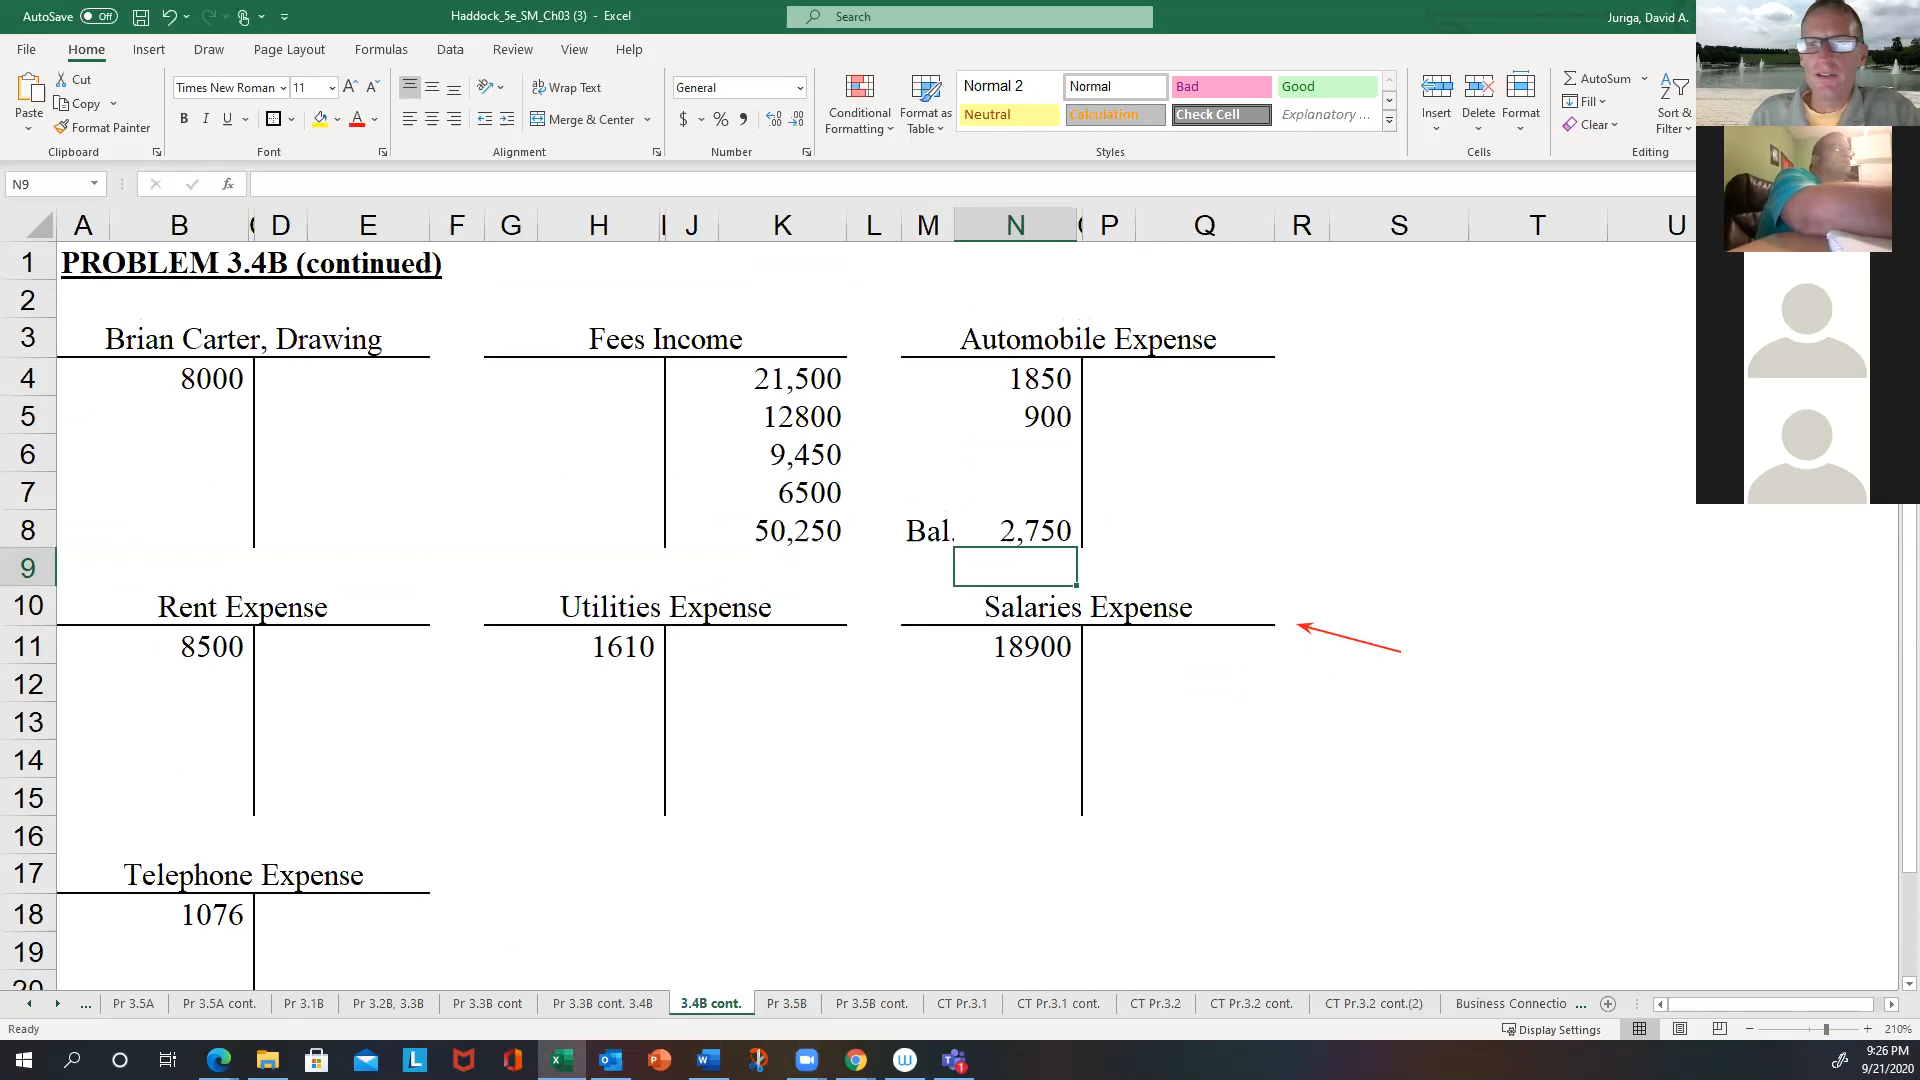 AutoSave Off Haddock_5e_SM_Ch03 (3) - Excel Search Juriga, David A.
File Home Insert Draw Page Layout Formulas Data Review View Help
Paste Cut Copy Format Painter Clipboard
Times New Roman 11 B I U A Font
Wrap Text Merge & Center Alignment
General $ % Number
Conditional Formatting Format as Table
Normal 2 Normal Bad Good
Neutral Calculation Check Cell Explanatory ...
Styles
Insert Delete Format Cells
AutoSum Fill Clear Sort & Filter Editing
N9 fx
A B C D E F G H I J K L M N P Q R S T U
1 PROBLEM 3.4B (continued)
2
3 Brian Carter, Drawing Fees Income Automobile Expense
4 8000 21,500 1850
5 12800 900
6 9,450
7 6500
8 50,250 Bal. 2,750
9
10 Rent Expense Utilities Expense Salaries Expense
11 8500 1610 18900
12
13
14
15
16
17 Telephone Expense
18 1076
19
20
... Pr 3.5A Pr 3.5A cont. Pr 3.1B Pr 3.2B, 3.3B Pr 3.3B cont Pr 3.3B cont. 3.4B 3.4B cont. Pr 3.5B Pr 3.5B cont. CT Pr.3.1 CT Pr.3.1 cont. CT Pr.3.2 CT Pr.3.2 cont. CT Pr.3.2 cont.(2) Business Connectio ...
Ready Display Settings 210%
9:26 PM
9/21/2020